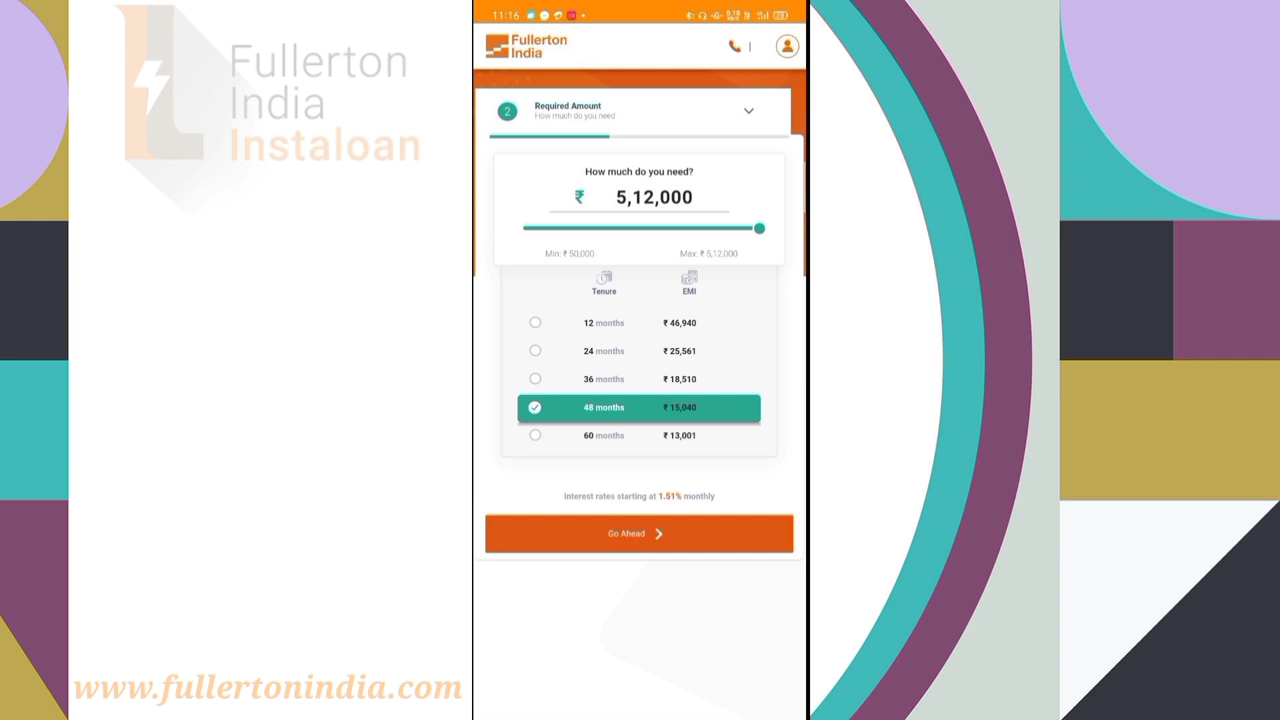 Fullerton
India
Instaloan
11:16
Fullerton
India
2
Required Amount
How much do you need
How much do you need?
₹ 5,12,000
Min: ₹ 50,000 Max: ₹ 5,12,000
Tenure EMI
12 months ₹ 46,940
24 months ₹ 25,561
36 months ₹ 18,510
48 months ₹ 15,040
60 months ₹ 13,001
Interest rates starting at 1.51% monthly
Go Ahead
www.fullertonindia.com